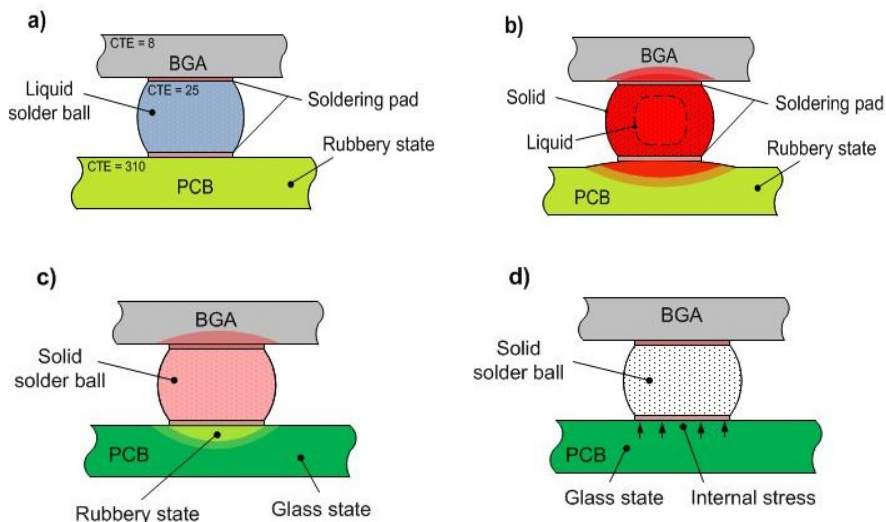 a)
CTE = 8
BGA
Liquid
solder ball
CTE = 25
Soldering pad
Rubbery state
CTE = 310
PCB
b)
BGA
Solid
Liquid
Soldering pad
Rubbery state
PCB
c)
BGA
Solid
solder ball
PCB
Rubbery state
Glass state
d)
BGA
Solid
solder ball
PCB
Glass state
Internal stress